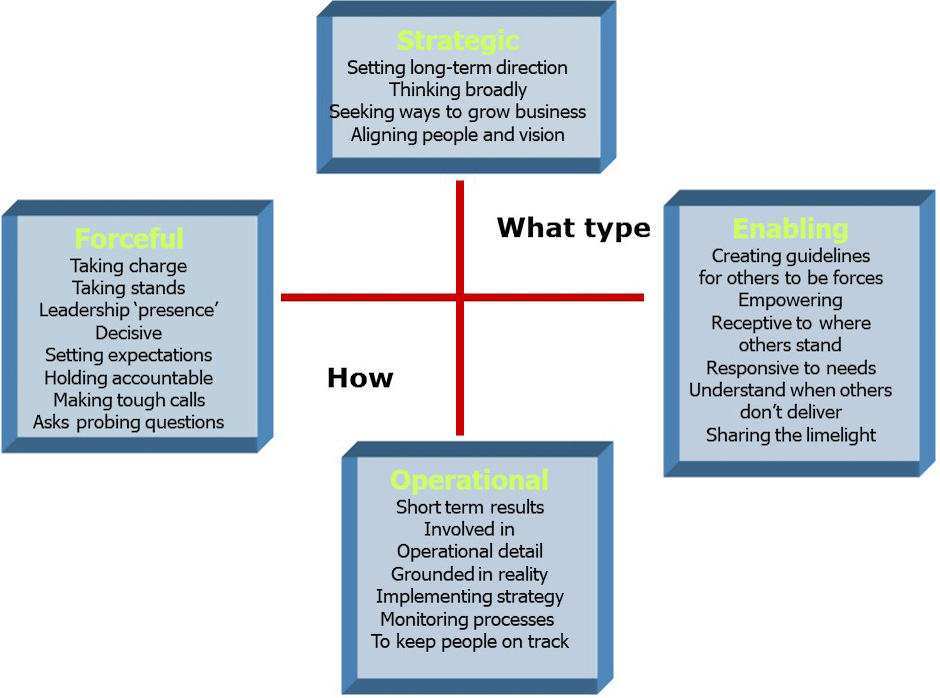 Strategic
Setting long-term direction
Thinking broadly
Seeking ways to grow business
Aligning people and vision
What type
Forceful
Taking charge
Taking stands
Leadership ‘presence’
Decisive
Setting expectations
Holding accountable
Making tough calls
Asks probing questions
Enabling
Creating guidelines
for others to be forces
Empowering
Receptive to where
others stand
Responsive to needs
Understand when others
don’t deliver
Sharing the limelight
How
Operational
Short term results
Involved in
Operational detail
Grounded in reality
Implementing strategy
Monitoring processes
To keep people on track